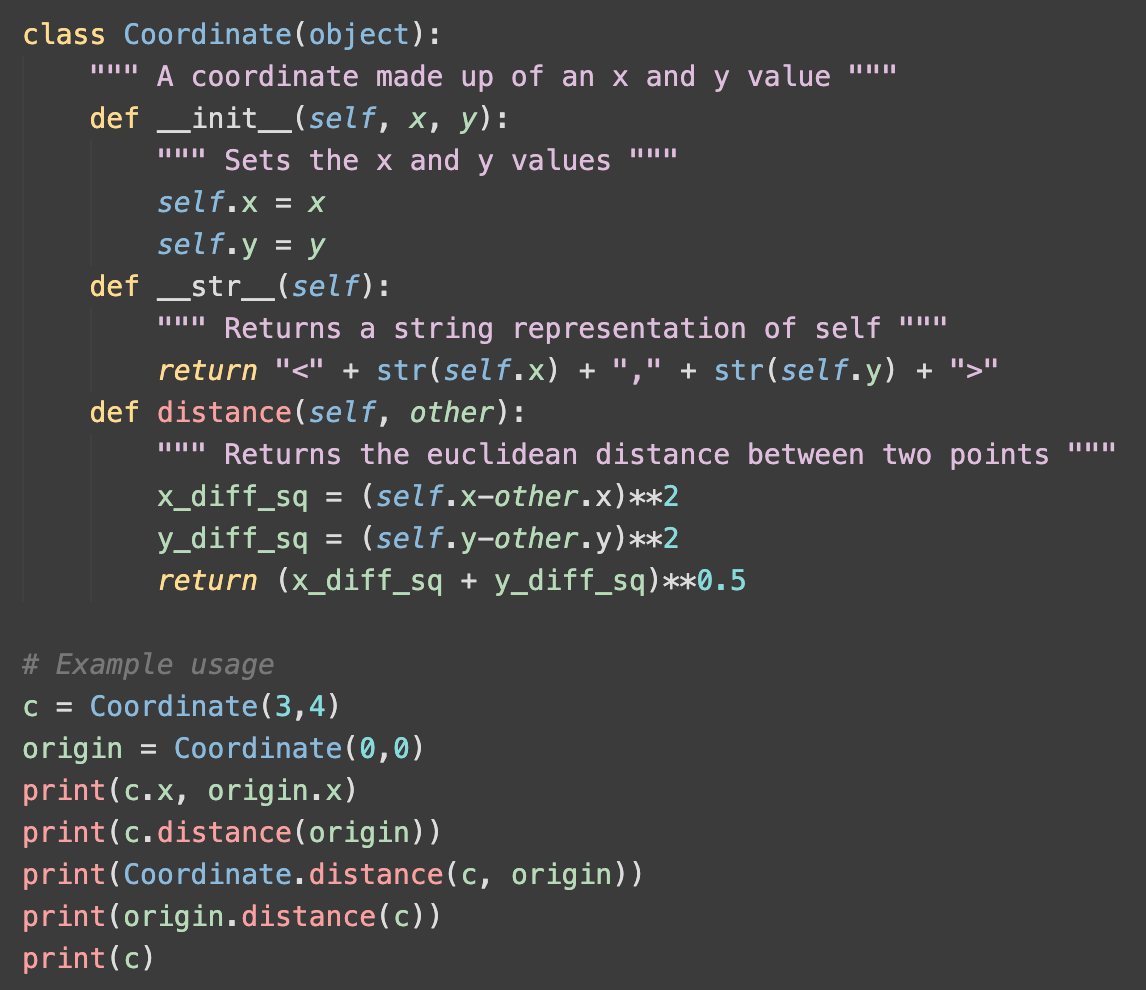 class Coordinate(object):
    """ A coordinate made up of an x and y value """
    def __init__(self, x, y):
        """ Sets the x and y values """
        self.x = x
        self.y = y
    def __str__(self):
        """ Returns a string representation of self """
        return "<" + str(self.x) + "," + str(self.y) + ">"
    def distance(self, other):
        """ Returns the euclidean distance between two points """
        x_diff_sq = (self.x-other.x)**2
        y_diff_sq = (self.y-other.y)**2
        return (x_diff_sq + y_diff_sq)**0.5

# Example usage
c = Coordinate(3,4)
origin = Coordinate(0,0)
print(c.x, origin.x)
print(c.distance(origin))
print(Coordinate.distance(c, origin))
print(origin.distance(c))
print(c)